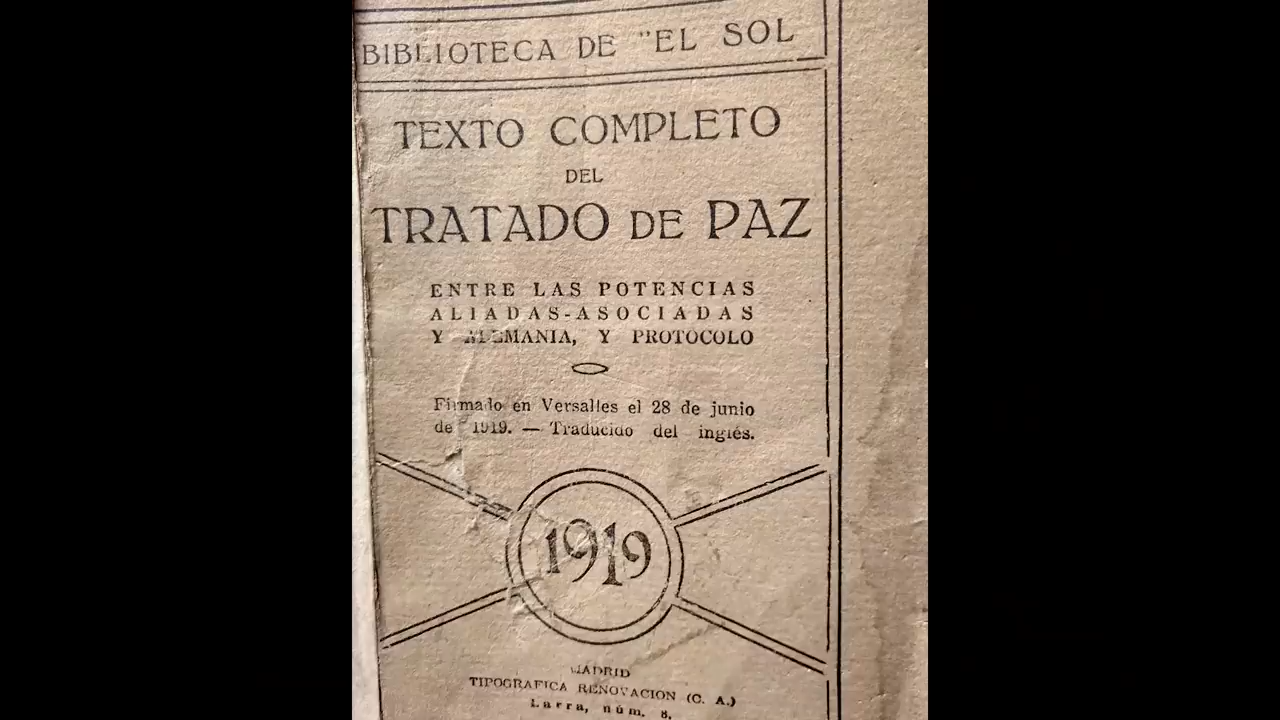 BIBLIOTECA DE "EL SOL
TEXTO COMPLETO
DEL
TRATADO DE PAZ
ENTRE LAS POTENCIAS
ALIADAS-ASOCIADAS
Y ALEMANIA, Y PROTOCOLO
Firmado en Versalles el 28 de junio
de 1919. — Traducido del inglés.
1919
MADRID
TIPOGRAFICA RENOVACION (C. A.)
Larra, núm. 8.